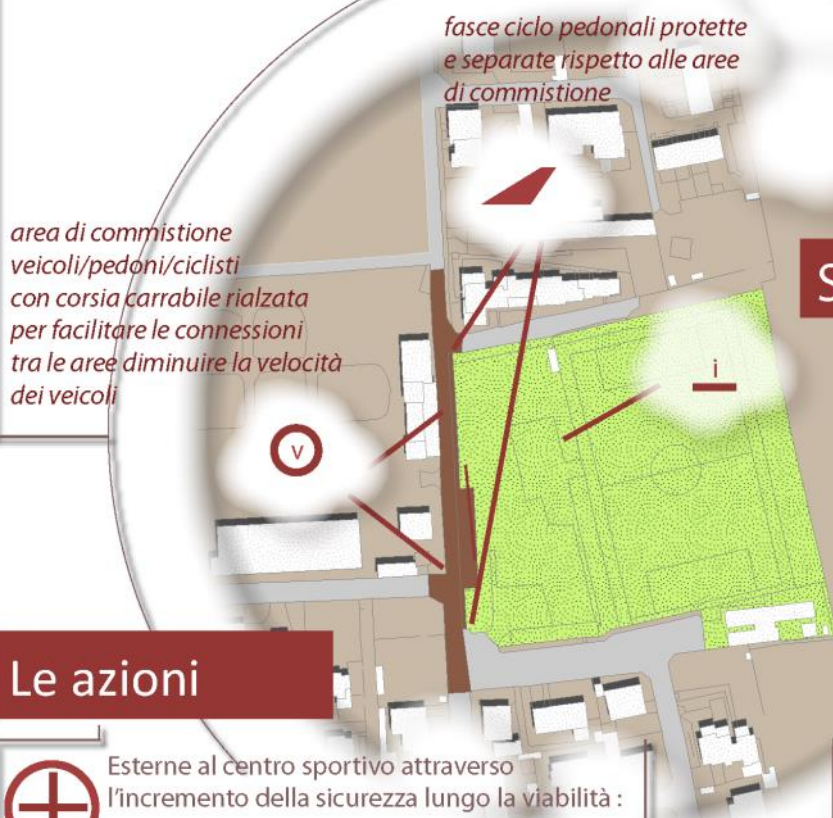 fasce ciclo pedonali protette
e separate rispetto alle aree
di commistione
area di commistione
veicoli/pedoni/ciclisti
con corsia carrabile rialzata
per facilitare le connessioni
tra le aree diminuire la velocità
dei veicoli
i
v
S
Le azioni
Esterne al centro sportivo attraverso
l'incremento della sicurezza lungo la viabilità :